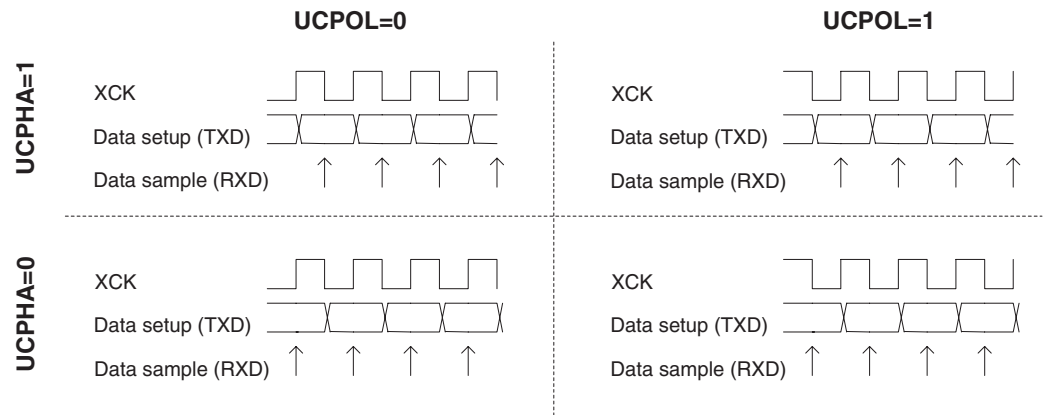 UCPOL=0 UCPOL=1
UCPHA=1
XCK XCK
Data setup (TXD) Data setup (TXD)
Data sample (RXD) Data sample (RXD)
UCPHA=0
XCK XCK
Data setup (TXD) Data setup (TXD)
Data sample (RXD) Data sample (RXD)